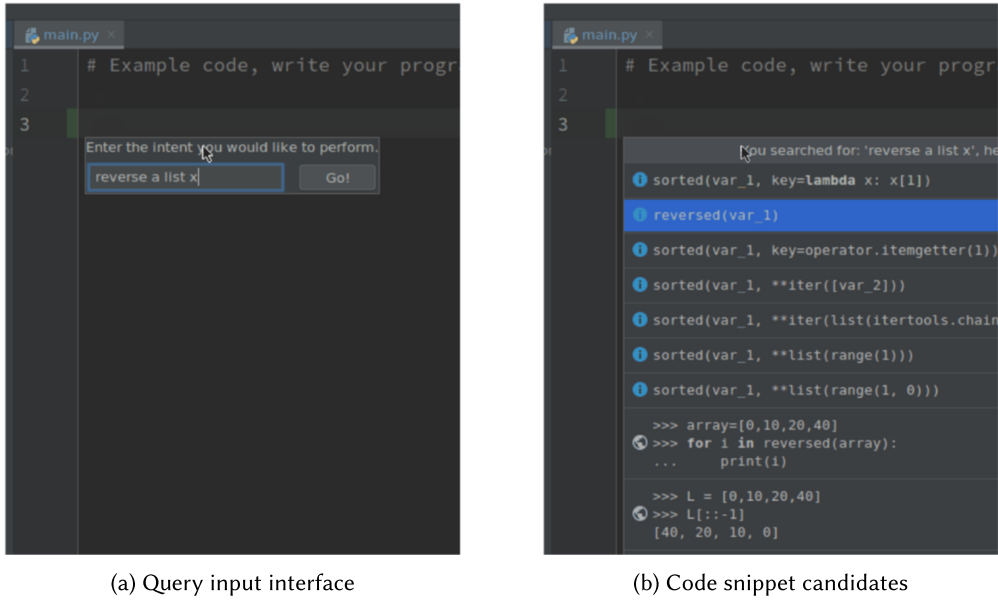 main.py
1 # Example code, write your progr
2
3
Enter the intent you would like to perform.
reverse a list x
Go!
(a) Query input interface
main.py
1 # Example code, write your progr
2
3
You searched for: 'reverse a list x', he
sorted(var_1, key=lambda x: x[1])
reversed(var_1)
sorted(var_1, key=operator.itemgetter(1))
sorted(var_1, **iter([var_2]))
sorted(var_1, **iter(list(itertools.chain
sorted(var_1, **list(range(1)))
sorted(var_1, **list(range(1, 0)))
>>> array=[0,10,20,40]
>>> for i in reversed(array):
...     print(i)
>>> L = [0,10,20,40]
>>> L[::-1]
[40, 20, 10, 0]
(b) Code snippet candidates